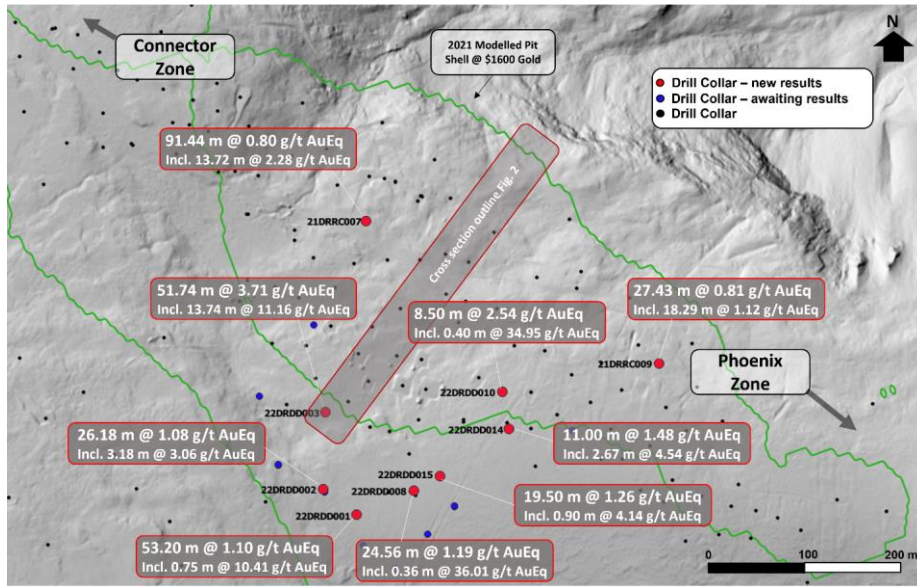 Connector
Zone
2021 Modelled Pit
Shell @ $1600 Gold
N
Drill Collar – new results
Drill Collar – awaiting results
Drill Collar
91.44 m @ 0.80 g/t AuEq
Incl. 13.72 m @ 2.28 g/t AuEq
21DRRC007
Cross section outline Fig. 2
51.74 m @ 3.71 g/t AuEq
Incl. 13.74 m @ 11.16 g/t AuEq
8.50 m @ 2.54 g/t AuEq
Incl. 0.40 m @ 34.95 g/t AuEq
27.43 m @ 0.81 g/t AuEq
Incl. 18.29 m @ 1.12 g/t AuEq
21DRRC009
Phoenix
Zone
22DRDD010
22DRDD003
22DRDD014
26.18 m @ 1.08 g/t AuEq
Incl. 3.18 m @ 3.06 g/t AuEq
11.00 m @ 1.48 g/t AuEq
Incl. 2.67 m @ 4.54 g/t AuEq
22DRDD015
22DRDD002
22DRDD008
19.50 m @ 1.26 g/t AuEq
Incl. 0.90 m @ 4.14 g/t AuEq
22DRDD001
53.20 m @ 1.10 g/t AuEq
Incl. 0.75 m @ 10.41 g/t AuEq
24.56 m @ 1.19 g/t AuEq
Incl. 0.36 m @ 36.01 g/t AuEq
0 100 200 m